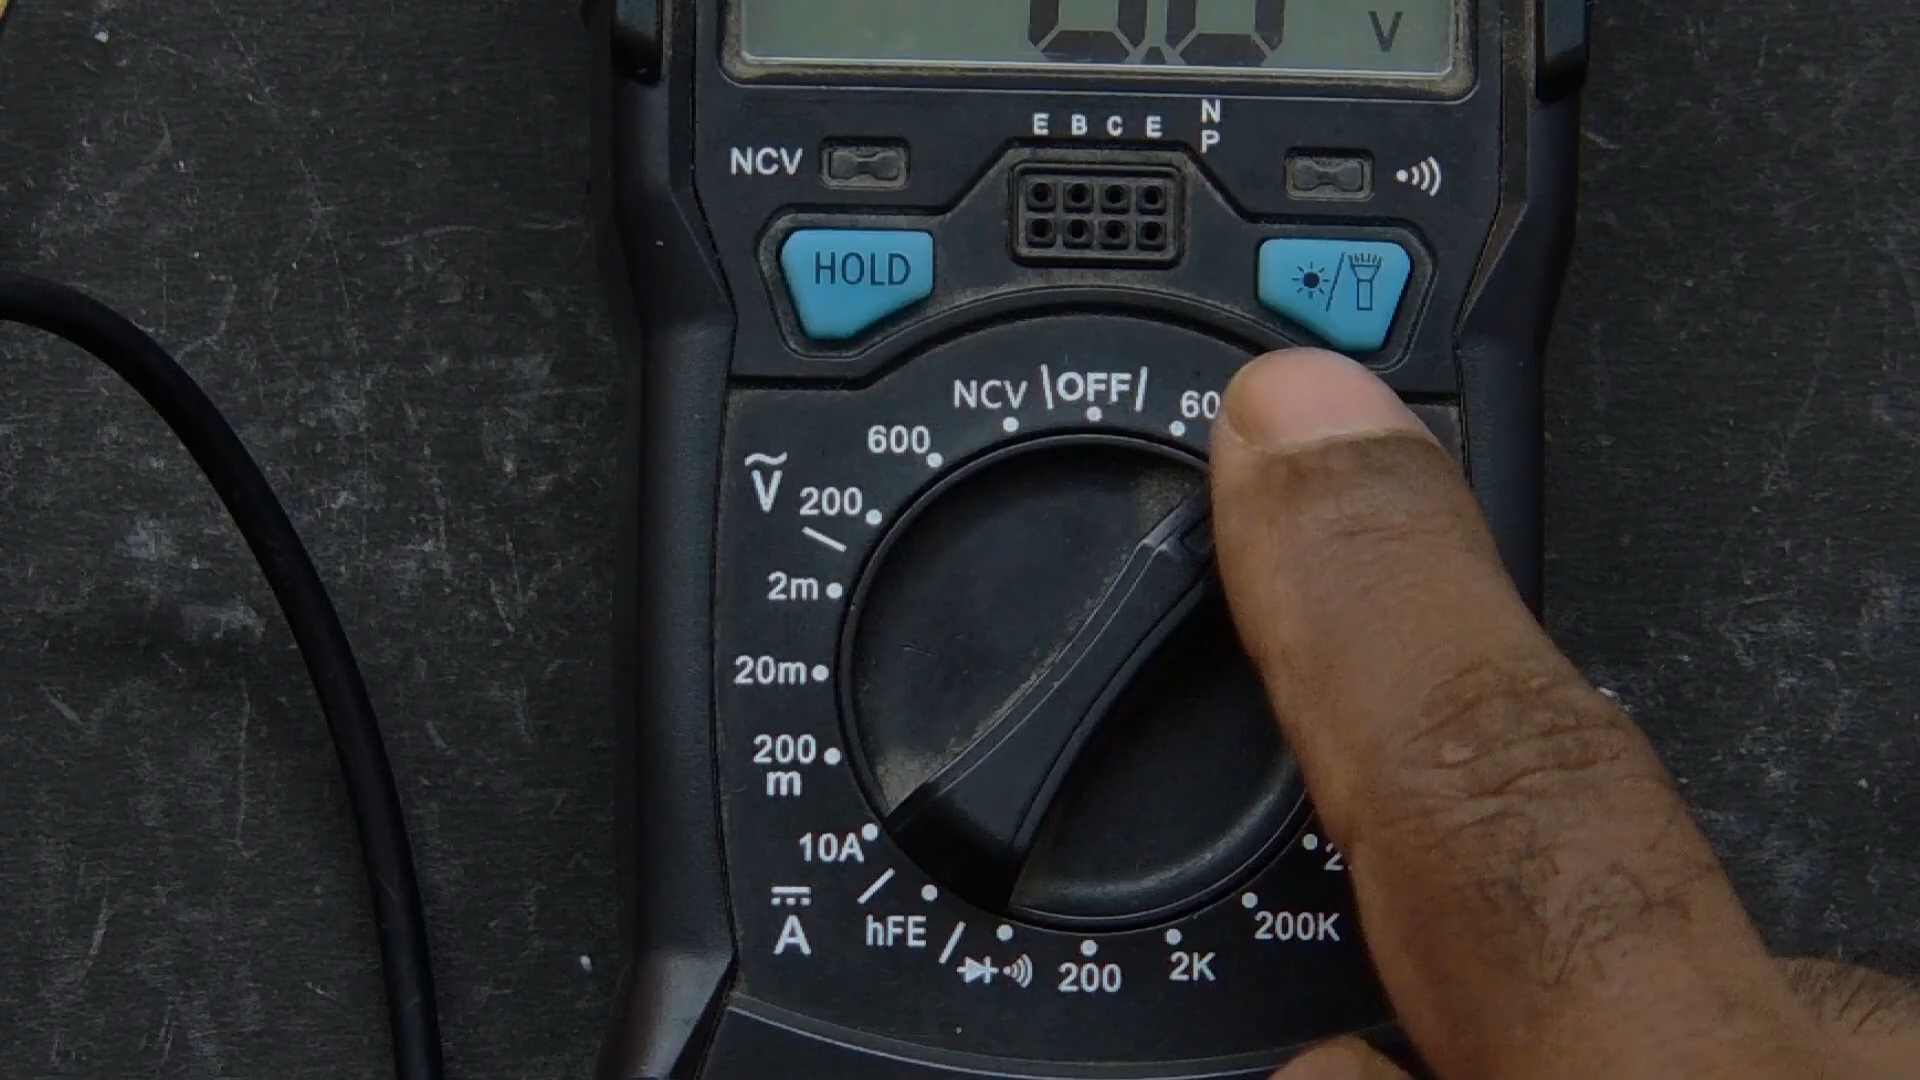 V
E B C E
N
P
NCV
HOLD
NCV \OFF/
600
V 200
2m
20m
200
m
10A
A
hFE
200
2K
200K